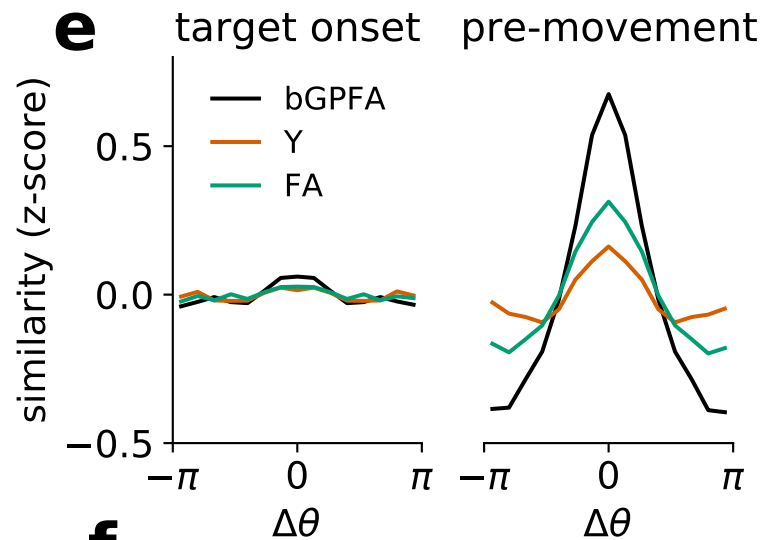 e
target onset
pre-movement
similarity (z-score)
bGPFA
Y
FA
0.5
0.0
−0.5
−π 0 π
−π 0 π
Δθ
Δθ
f